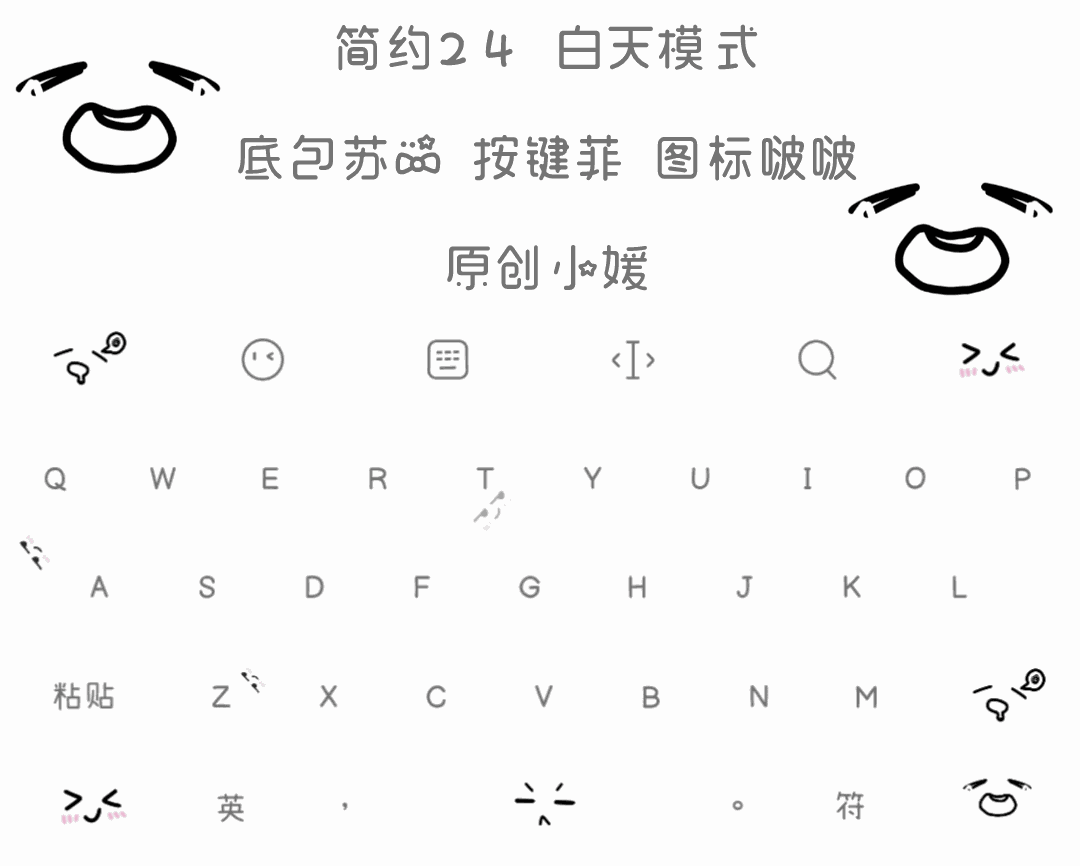 简约24 白天模式
底包苏 按键菲 图标啵啵
原创小媛
Q W E R T Y U I O P
A S D F G H J K L
粘贴 Z X C V B N M
英 , 。 符